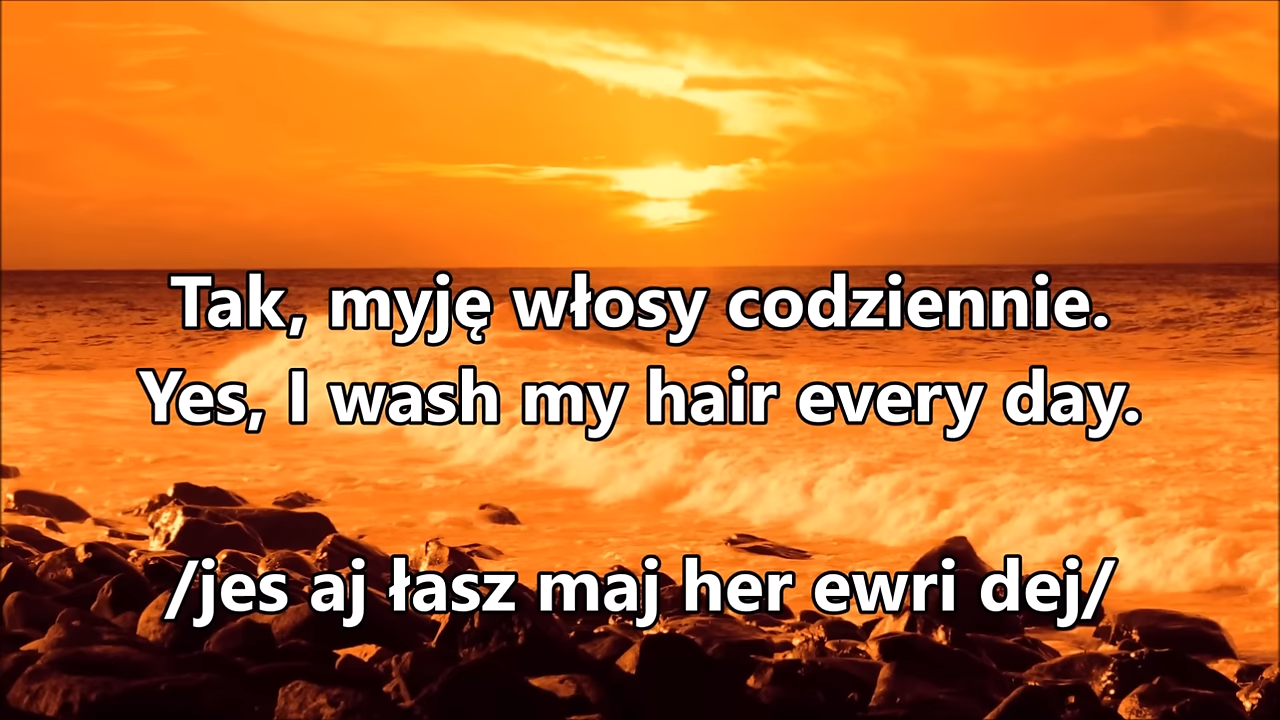 Tak, myję włosy codziennie.
Yes, I wash my hair every day.
/jes aj łasz maj her ewri dej/